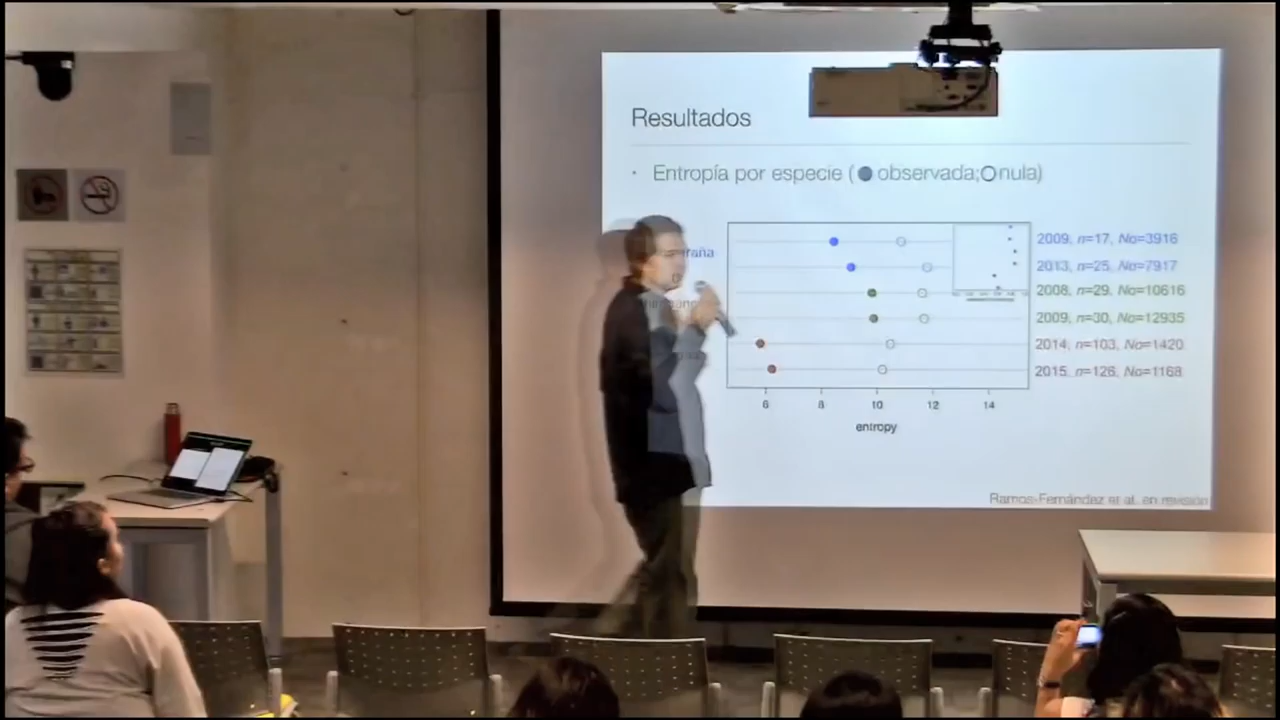 Resultados
• Entropía por especie ( observada; nula)
2009, n=17, No=3916
2013, n=25, No=7917
2008, n=29, No=10616
2009, n=30, No=12935
2014, n=103, No=1420
2015, n=126, No=1168
6 8 10 12 14
entropy
Ramos-Fernández et al. en revisión